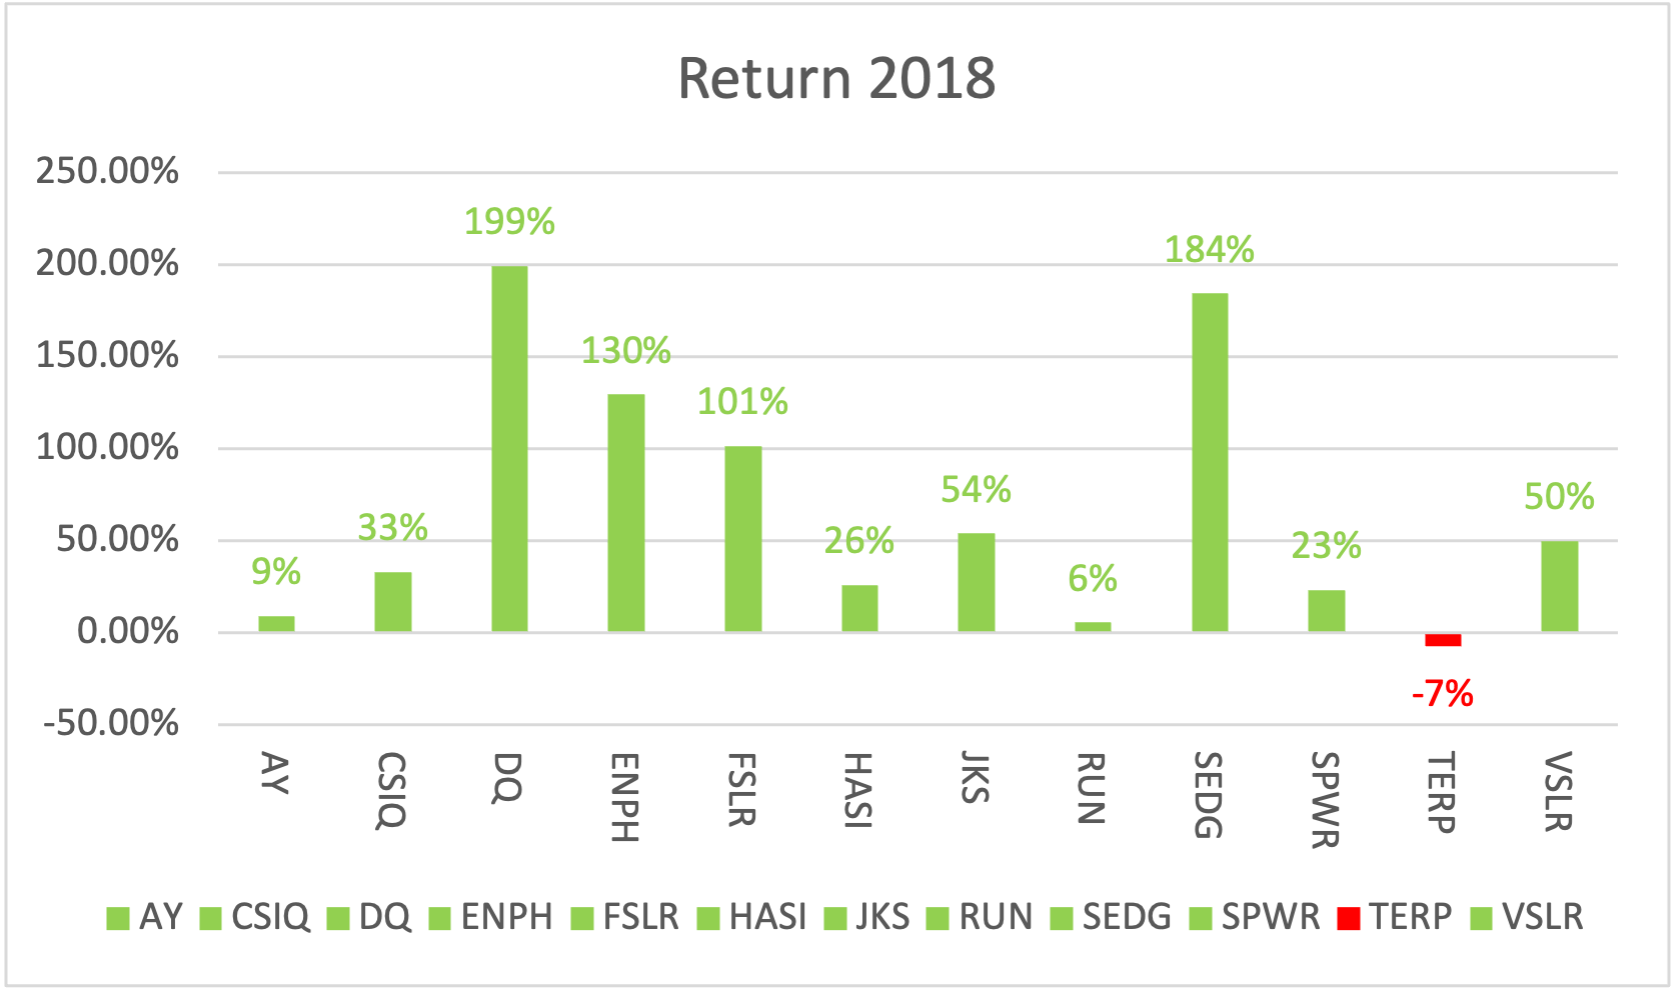 Return 2018
250.00%
200.00%
150.00%
100.00%
50.00%
0.00%
-50.00%
9%
33%
199%
130%
101%
26%
54%
6%
184%
23%
-7%
50%
AY
CSIQ
DQ
ENPH
FSLR
HASI
JKS
RUN
SEDG
SPWR
TERP
VSLR
AY CSIQ DQ ENPH FSLR HASI JKS RUN SEDG SPWR TERP VSLR